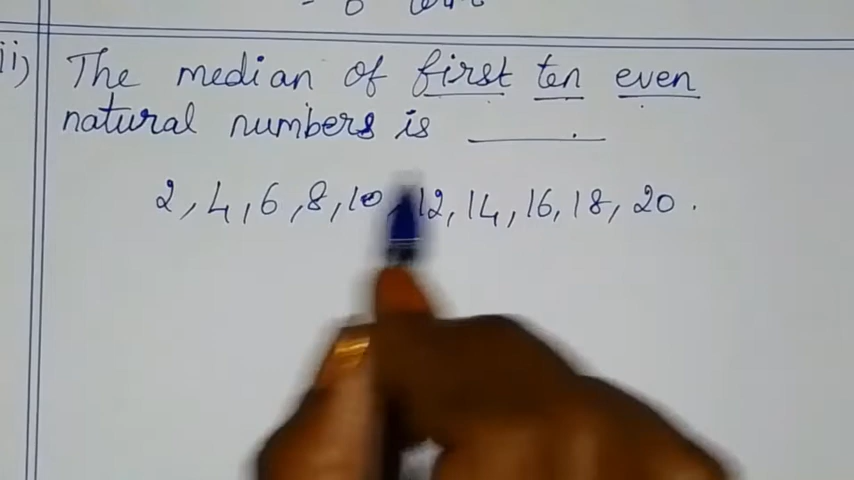 ii) The median of first ten even
natural numbers is ________
2, 4, 6, 8, 10, 12, 14, 16, 18, 20.